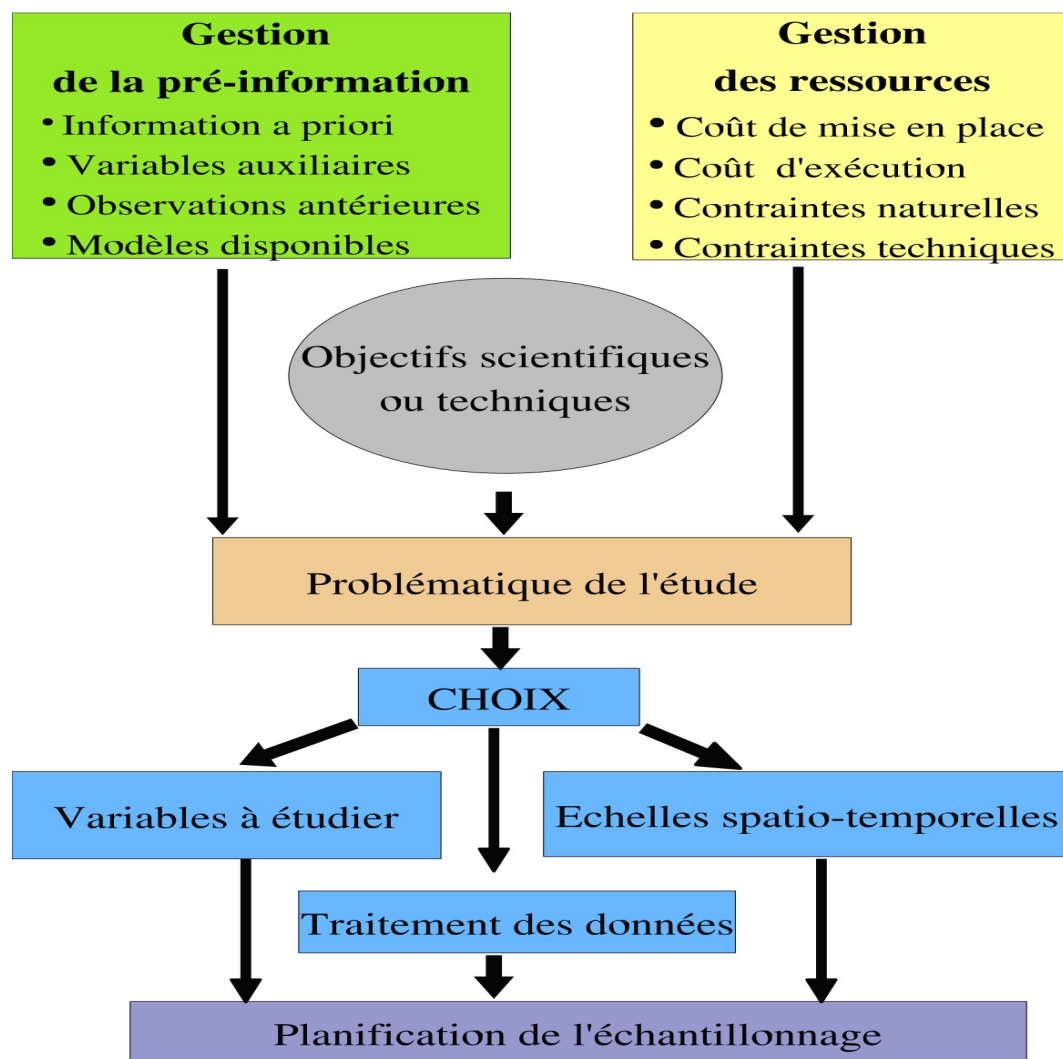 Gestion
de la pré-information
• Information a priori
• Variables auxiliaires
• Observations antérieures
• Modèles disponibles
Gestion
des ressources
• Coût de mise en place
• Coût d'exécution
• Contraintes naturelles
• Contraintes techniques
Objectifs scientifiques
ou techniques
Problématique de l'étude
CHOIX
Variables à étudier
Echelles spatio-temporelles
Traitement des données
Planification de l'échantillonnage